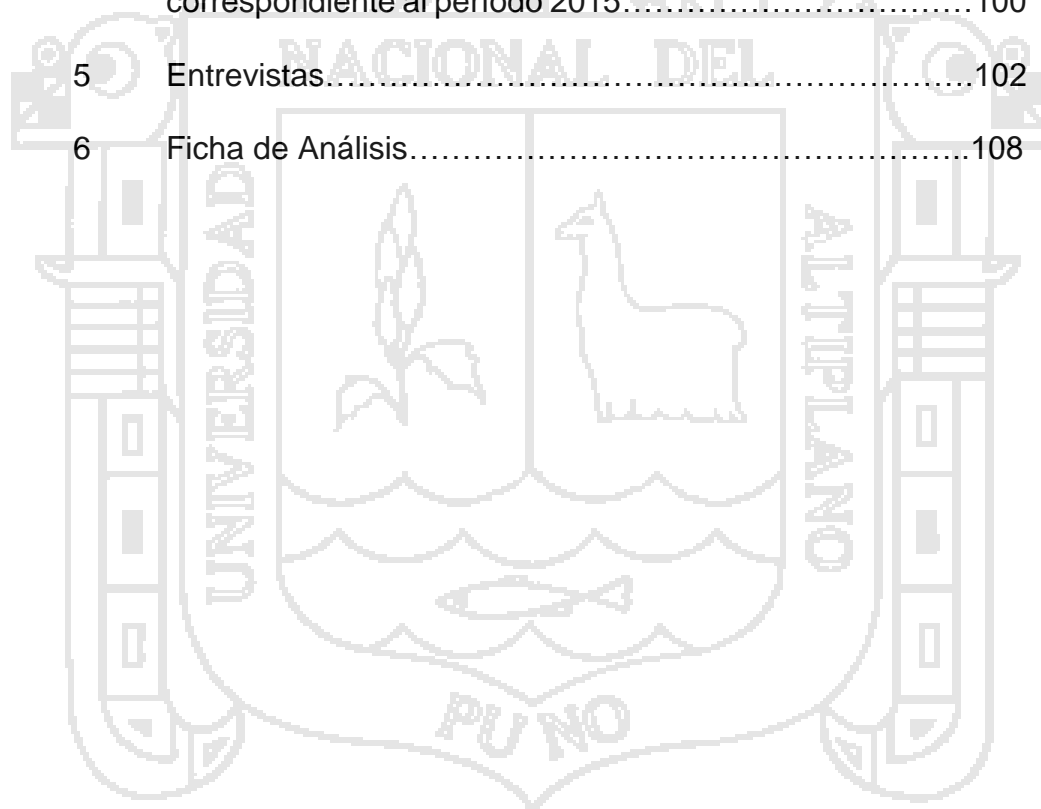 correspondiente al periodo 2015……………………………100
5 Entrevistas…………………………………………………….102
6 Ficha de Análisis……………………………………………..108
NACIONAL DEL
UNIVERSIDAD
ALTIPLANO
PUNO